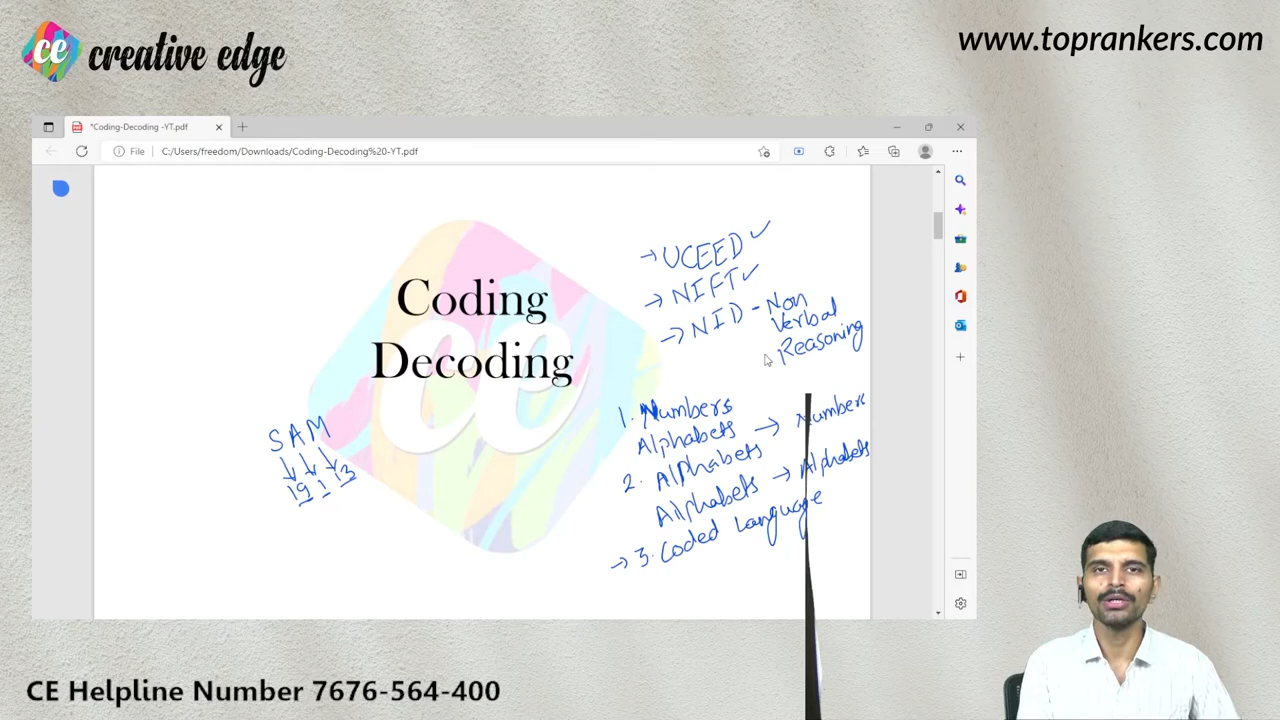 ce creative edge
www.toprankers.com
*Coding-Decoding -YT.pdf
File C:/Users/freedom/Downloads/Coding-Decoding%20-YT.pdf
Coding
Decoding
ce
→ UCEED ✓
→ NIFT ✓
→ NID - Non
Verbal
Reasoning
SAM
19 1 13
1. Numbers
Alphabets → Numbers
2. Alphabets
Alphabets → Alphabets
→ 3. Coded Language
CE Helpline Number 7676-564-400